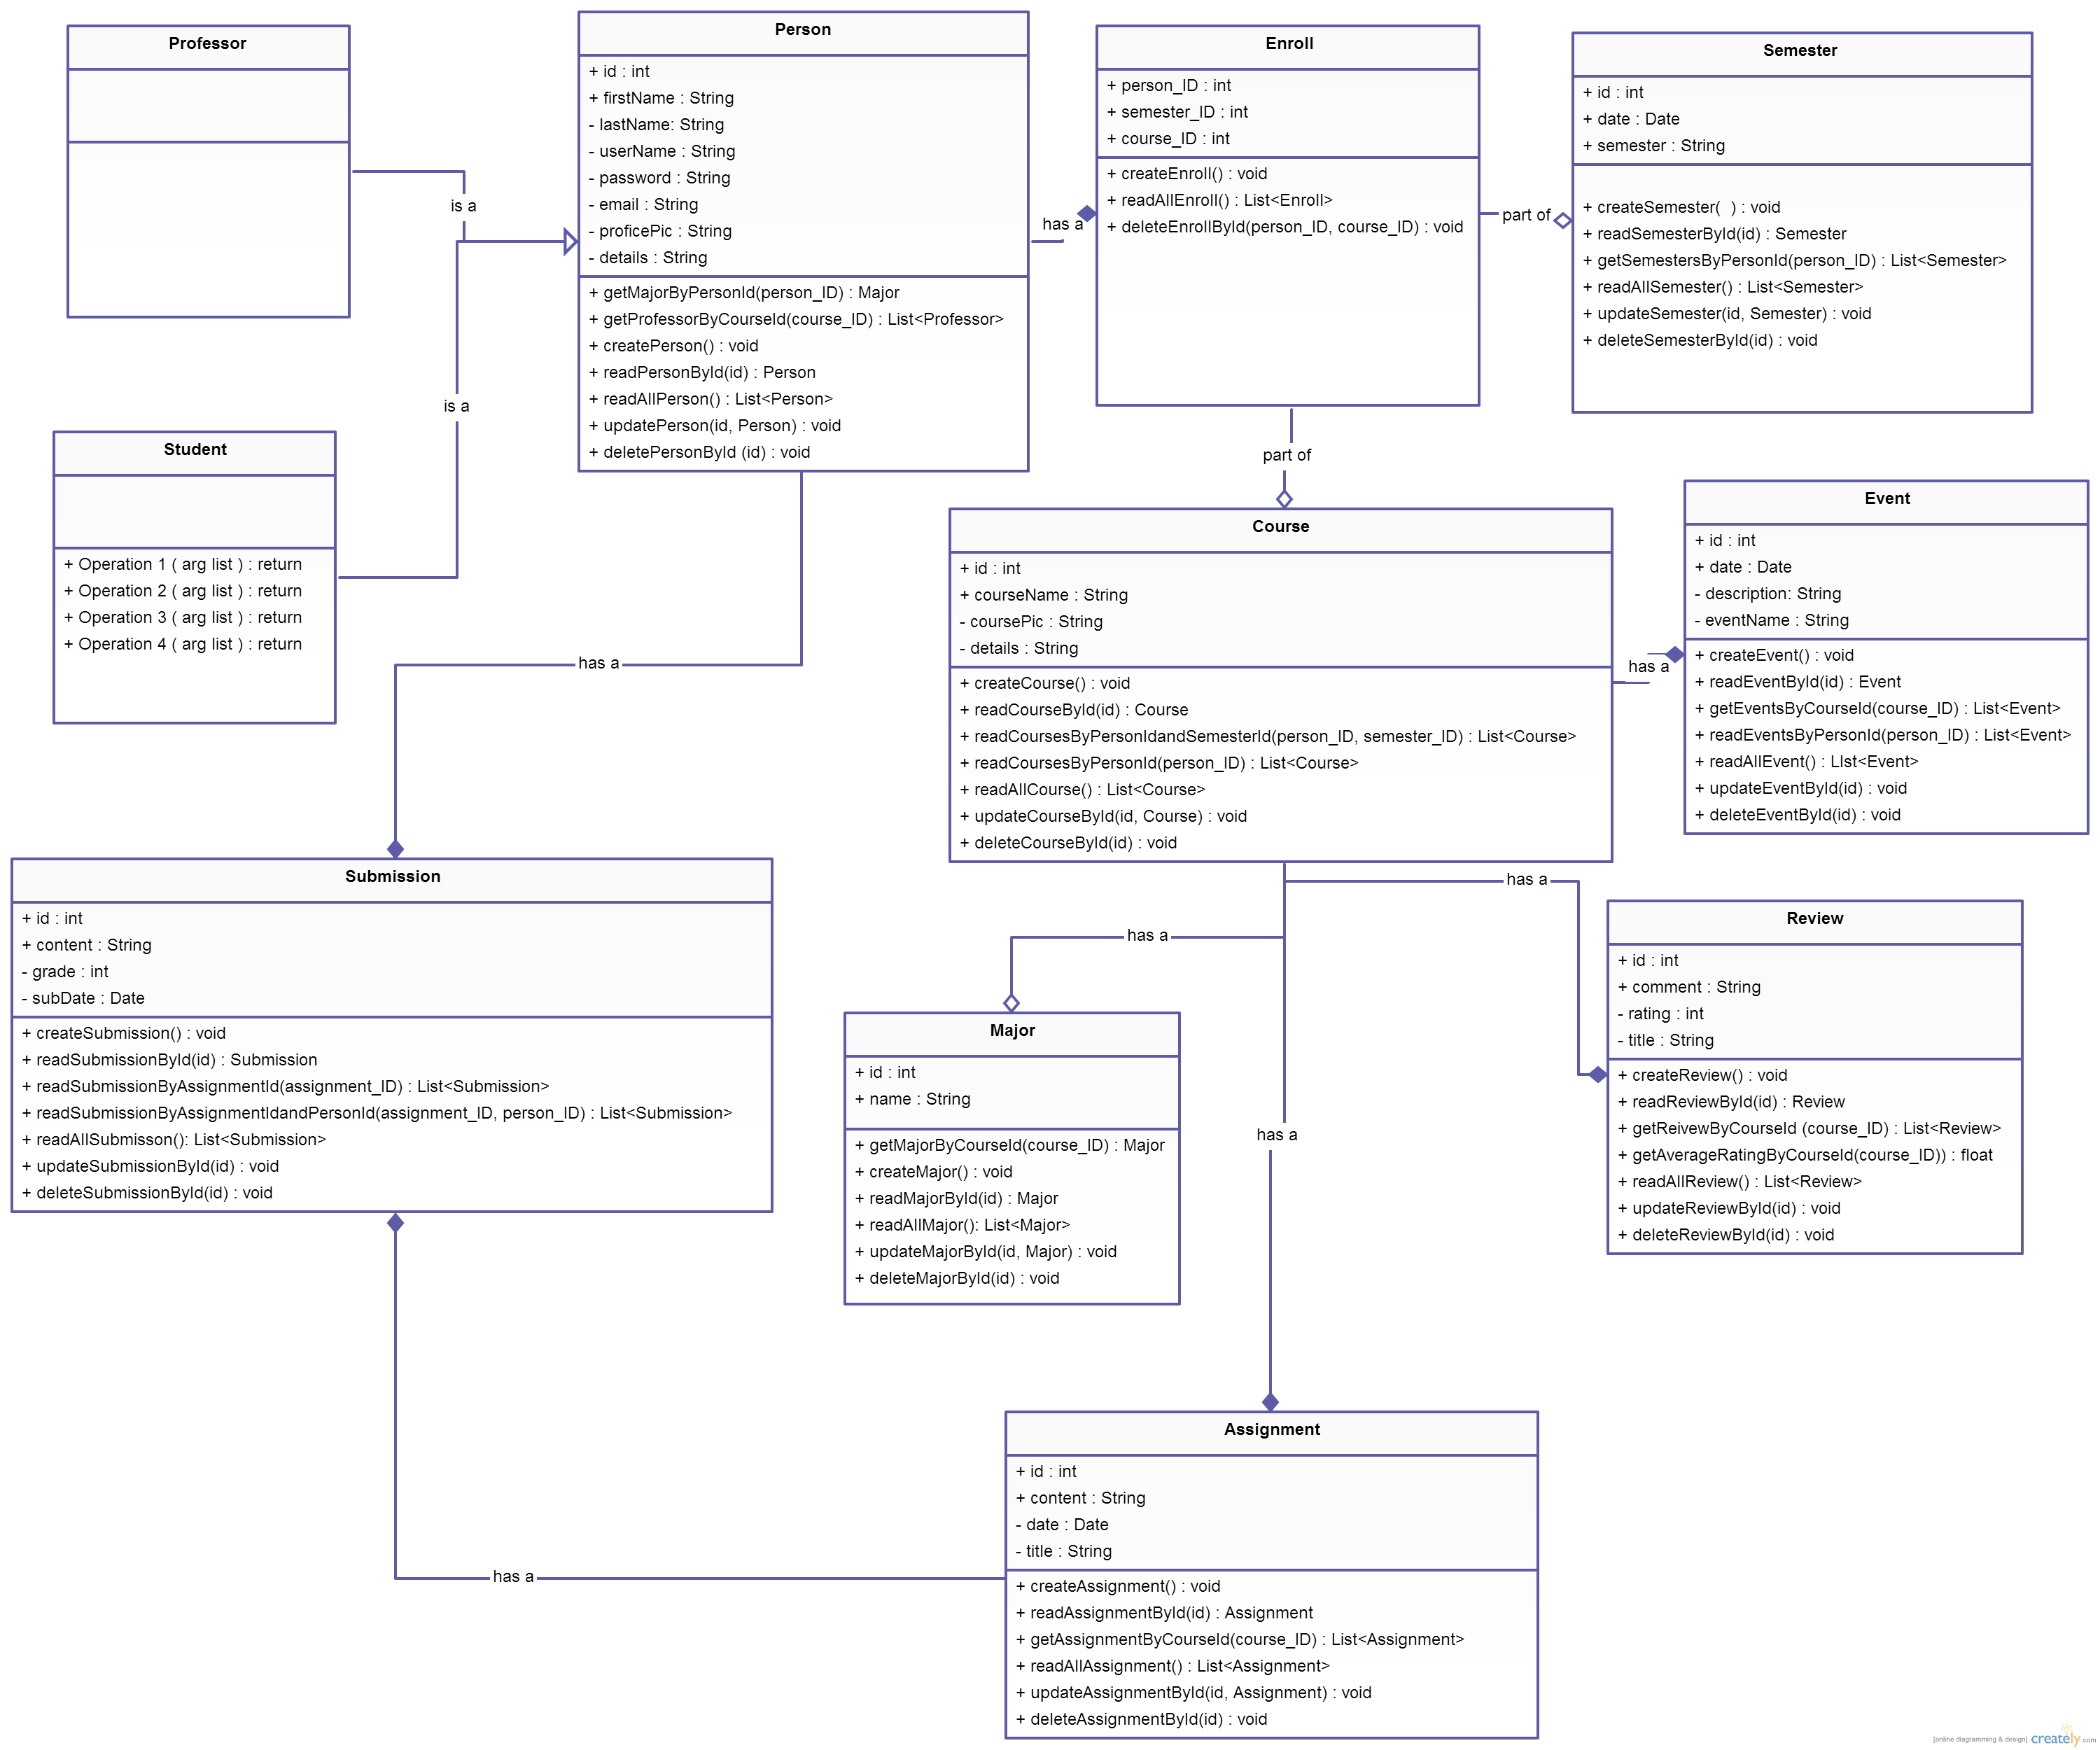 Professor
Person
+ id : int
+ firstName : String
- lastName: String
- userName : String
- password : String
- email : String
- proficePic : String
- details : String
+ getMajorByPersonId(person_ID) : Major
+ getProfessorByCourseId(course_ID) : List<Professor>
+ createPerson() : void
+ readPersonById(id) : Person
+ readAllPerson() : List<Person>
+ updatePerson(id, Person) : void
+ deletePersonById (id) : void
Enroll
+ person_ID : int
+ semester_ID : int
+ course_ID : int
+ createEnroll() : void
+ readAllEnroll() : List<Enroll>
+ deleteEnrollById(person_ID, course_ID) : void
Semester
+ id : int
+ date : Date
+ semester : String
+ createSemester(  ) : void
+ readSemesterById(id) : Semester
+ getSemestersByPersonId(person_ID) : List<Semester>
+ readAllSemester() : List<Semester>
+ updateSemester(id, Semester) : void
+ deleteSemesterById(id) : void
is a
has a
part of
is a
part of
Student
+ Operation 1 ( arg list ) : return
+ Operation 2 ( arg list ) : return
+ Operation 3 ( arg list ) : return
+ Operation 4 ( arg list ) : return
Course
+ id : int
+ courseName : String
- coursePic : String
- details : String
+ createCourse() : void
+ readCourseById(id) : Course
+ readCoursesByPersonIdandSemesterId(person_ID, semester_ID) : List<Course>
+ readCoursesByPersonId(person_ID) : List<Course>
+ readAllCourse() : List<Course>
+ updateCourseById(id, Course) : void
+ deleteCourseById(id) : void
Event
+ id : int
+ date : Date
- description: String
- eventName : String
+ createEvent() : void
+ readEventById(id) : Event
+ getEventsByCourseId(course_ID) : List<Event>
+ readEventsByPersonId(person_ID) : List<Event>
+ readAllEvent() : LIst<Event>
+ updateEventById(id) : void
+ deleteEventById(id) : void
has a
has a
Submission
+ id : int
+ content : String
- grade : int
- subDate : Date
+ createSubmission() : void
+ readSubmissionById(id) : Submission
+ readSubmissionByAssignmentId(assignment_ID) : List<Submission>
+ readSubmissionByAssignmentIdandPersonId(assignment_ID, person_ID) : List<Submission>
+ readAllSubmisson(): List<Submission>
+ updateSubmissionById(id) : void
+ deleteSubmissionById(id) : void
has a
has a
Major
+ id : int
+ name : String
+ getMajorByCourseId(course_ID) : Major
+ createMajor() : void
+ readMajorById(id) : Major
+ readAllMajor(): List<Major>
+ updateMajorById(id, Major) : void
+ deleteMajorById(id) : void
Review
+ id : int
+ comment : String
- rating : int
- title : String
+ createReview() : void
+ readReviewById(id) : Review
+ getReivewByCourseId (course_ID) : List<Review>
+ getAverageRatingByCourseId(course_ID)) : float
+ readAllReview() : List<Review>
+ updateReviewById(id) : void
+ deleteReviewById(id) : void
has a
Assignment
+ id : int
+ content : String
- date : Date
- title : String
+ createAssignment() : void
+ readAssignmentById(id) : Assignment
+ getAssignmentByCourseId(course_ID) : List<Assignment>
+ readAllAssignment() : List<Assignment>
+ updateAssignmentById(id, Assignment) : void
+ deleteAssignmentById(id) : void
has a
[online diagramming & design] creately.com